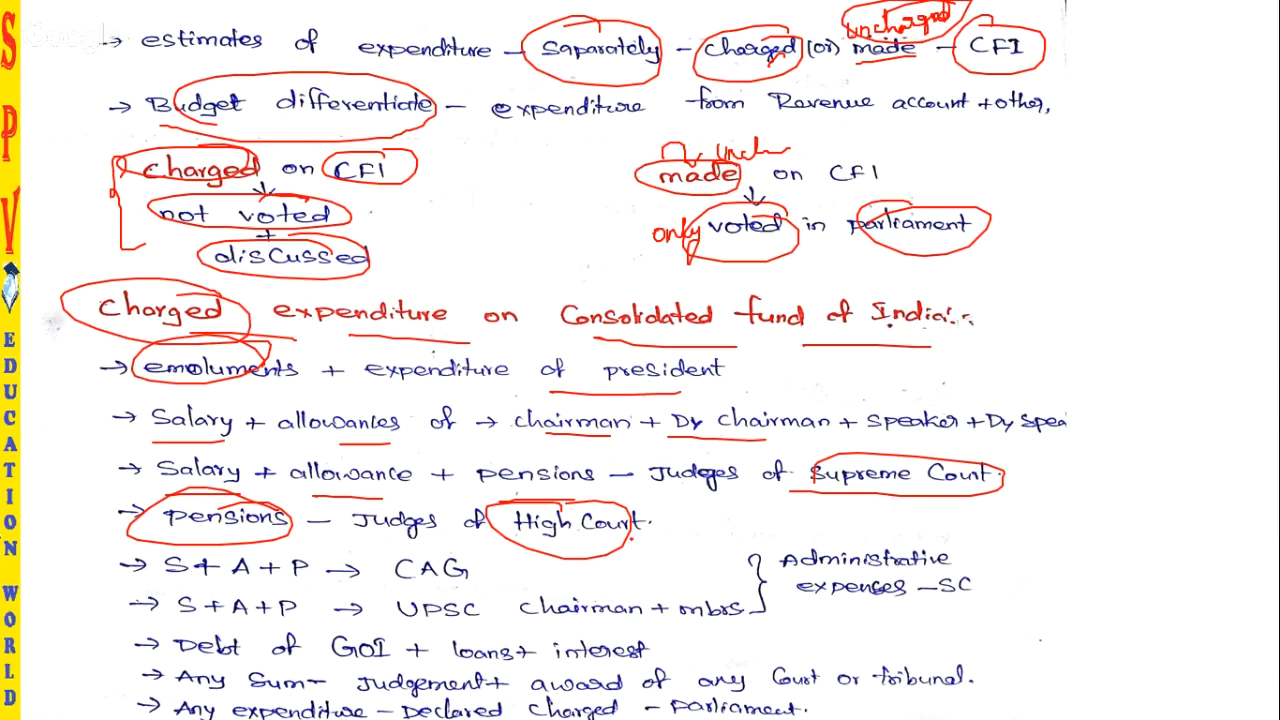 SPV EDUCATION WORLD
uncharged
→ estimates of expenditure – Saparately – charged (or) made – CFI
→ Budget differentiate – expenditure from Revenue account + other,
charged on CFI
made on CFI
not voted
only voted in parliament
+
discussed
Charged expenditure on Consolidated fund of India:.
→ emoluments + expenditure of president
→ Salary + allowances of → chairman + Dy chairman + speaker + Dy spea
→ Salary + allowance + pensions – Judges of Supreme Court.
→ pensions – Judges of High Court.
→ S + A + P → CAG
→ S + A + P → UPSC chairman + mbrs
Administrative
expenses – SC
→ Debt of GOI + loans + interest
→ Any Sum – Judgement + award of any Court or tribunal.
→ Any expenditure – Declared charged – parliament.